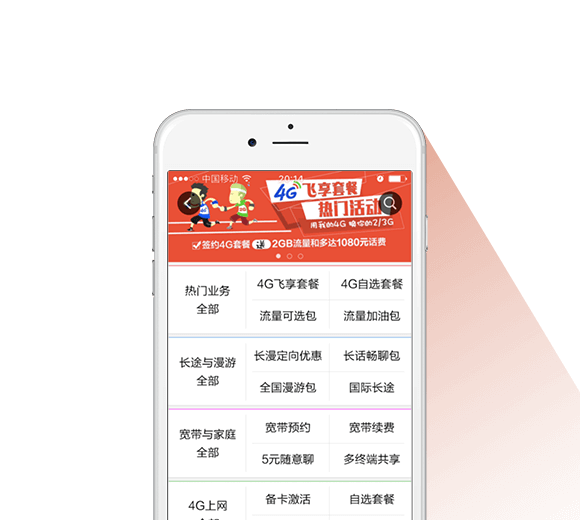 中国移动
20:14
4G飞享套餐
热门活动
用我的4G 嗨你的2/3G
签约4G套餐 送 2GB流量和多达1080元话费
热门业务
全部
4G飞享套餐
4G自选套餐
流量可选包
流量加油包
长途与漫游
全部
长漫定向优惠
长话畅聊包
全国漫游包
国际长途
宽带与家庭
全部
宽带预约
宽带续费
5元随意聊
多终端共享
4G上网
全部
备卡激活
自选套餐